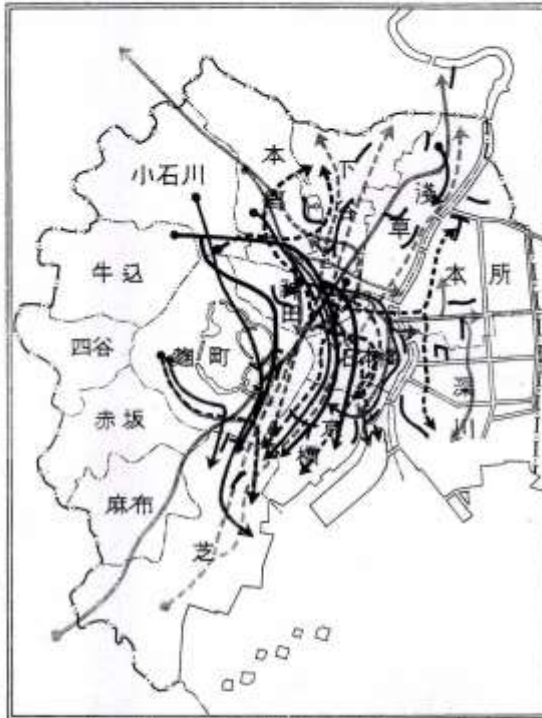 本
郷
下
谷
小石川
浅
草
牛込
本所
神
田
四谷
麹町
日本橋
深
川
赤坂
京
橋
麻布
芝